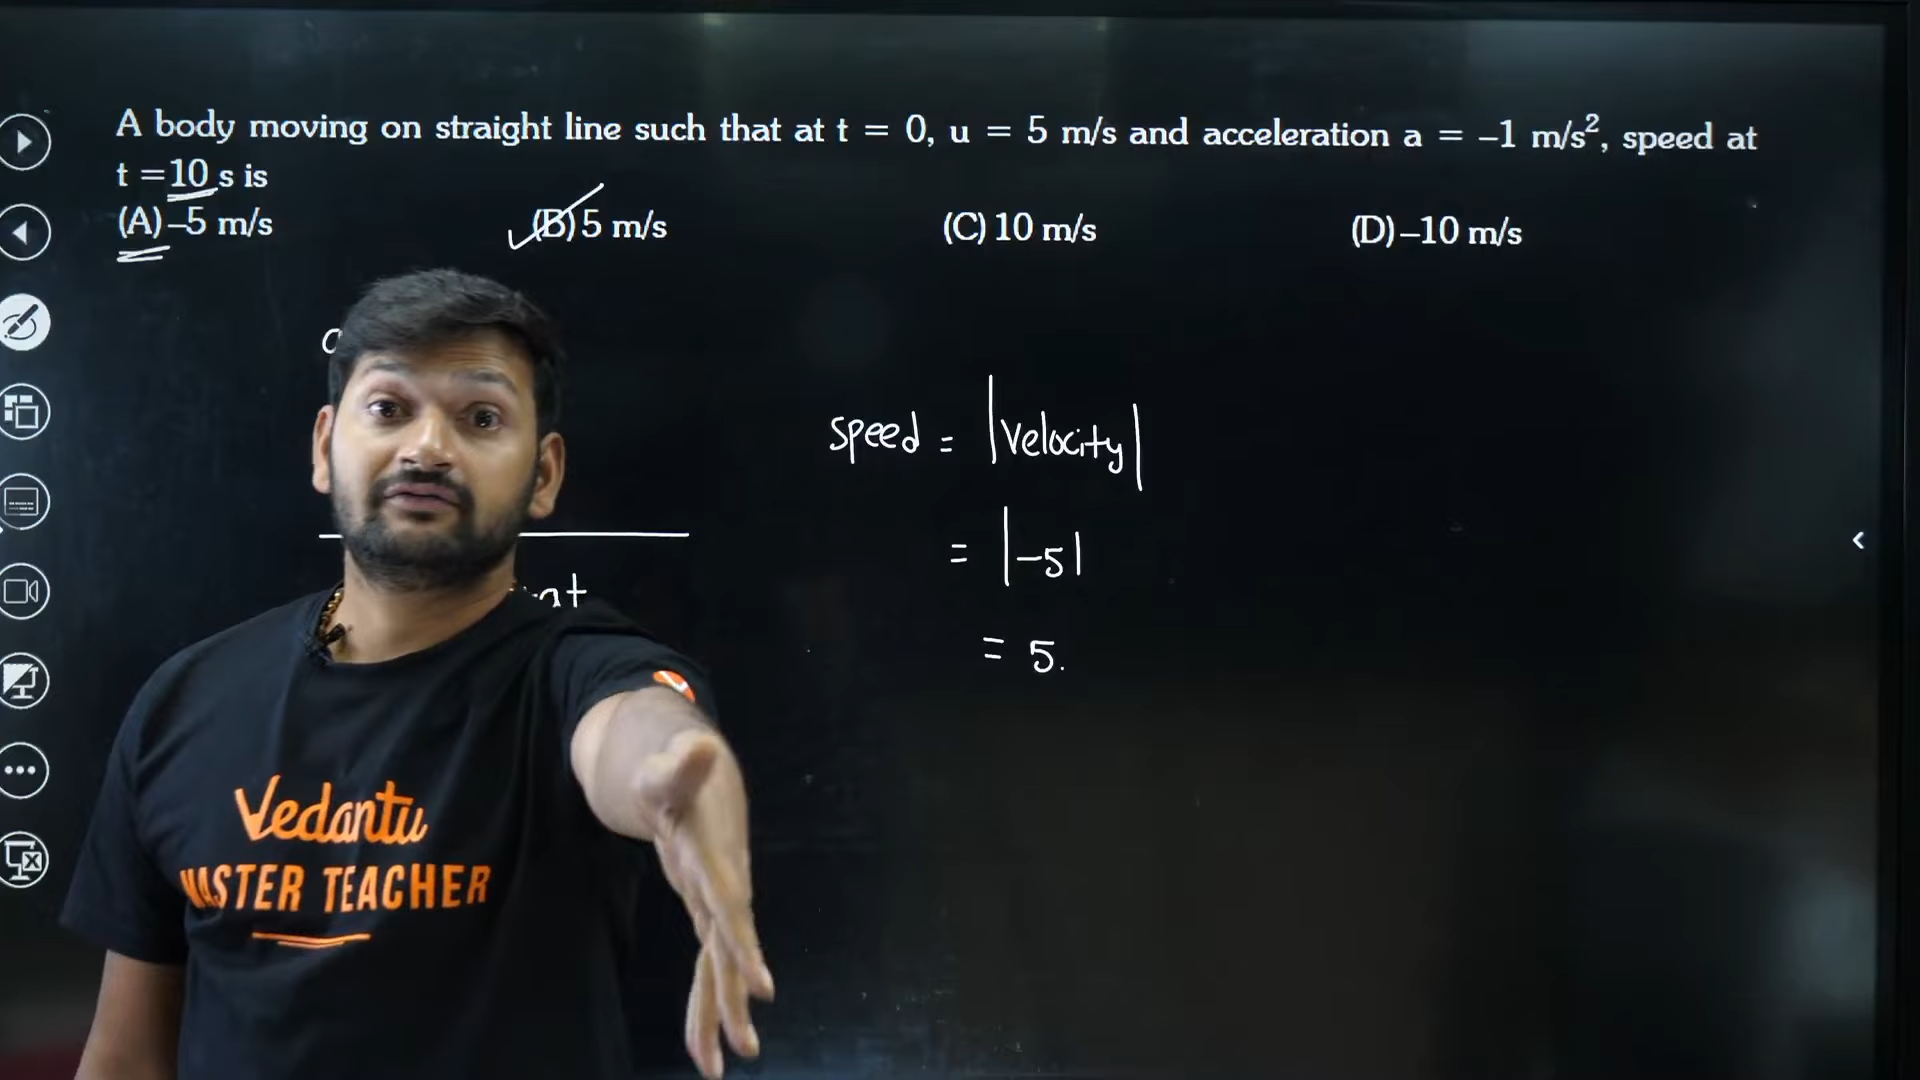 A body moving on straight line such that at t = 0, u = 5 m/s and acceleration a = –1 m/s², speed at
t = 10 s is
(A) –5 m/s (B) 5 m/s (C) 10 m/s (D) –10 m/s
speed = |velocity|
= |-5|
= 5.
Vedantu
MASTER TEACHER